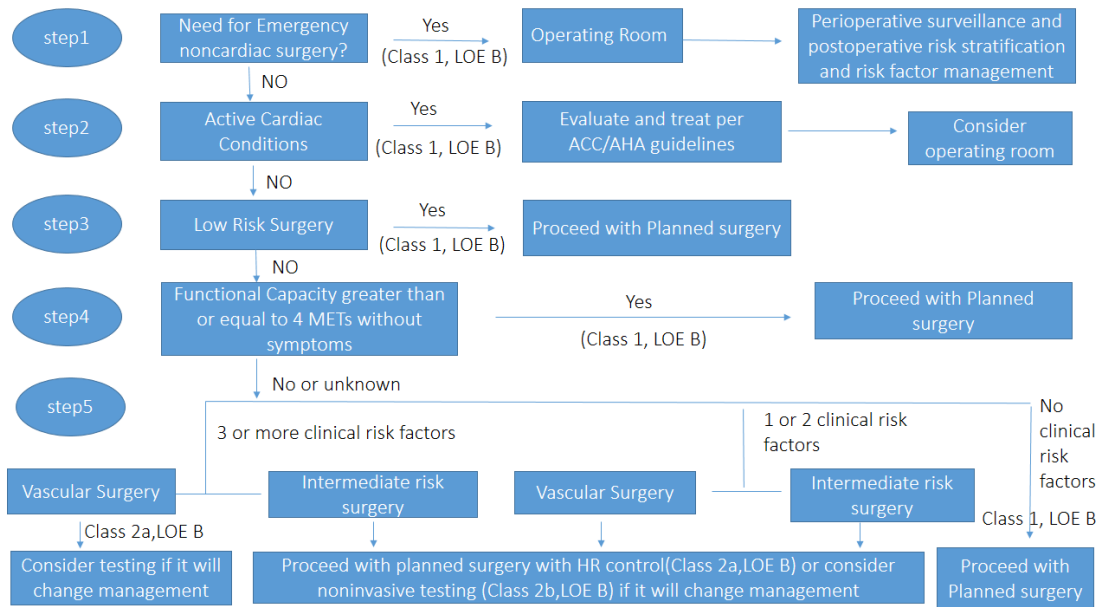 step1
Need for Emergency
noncardiac surgery?
Yes
(Class 1, LOE B)
Operating Room
Perioperative surveillance and
postoperative risk stratification
and risk factor management
NO
step2
Active Cardiac
Conditions
Yes
(Class 1, LOE B)
Evaluate and treat per
ACC/AHA guidelines
Consider
operating room
NO
step3
Low Risk Surgery
Yes
(Class 1, LOE B)
Proceed with Planned surgery
NO
step4
Functional Capacity greater than
or equal to 4 METs without
symptoms
Yes
(Class 1, LOE B)
Proceed with Planned
surgery
No or unknown
step5
3 or more clinical risk factors
1 or 2 clinical risk
factors
No
clinical
risk
factors
Vascular Surgery
Intermediate risk
surgery
Vascular Surgery
Intermediate risk
surgery
Class 2a,LOE B
Class 1, LOE B
Consider testing if it will
change management
Proceed with planned surgery with HR control(Class 2a,LOE B) or consider
noninvasive testing (Class 2b,LOE B) if it will change management
Proceed with
Planned surgery